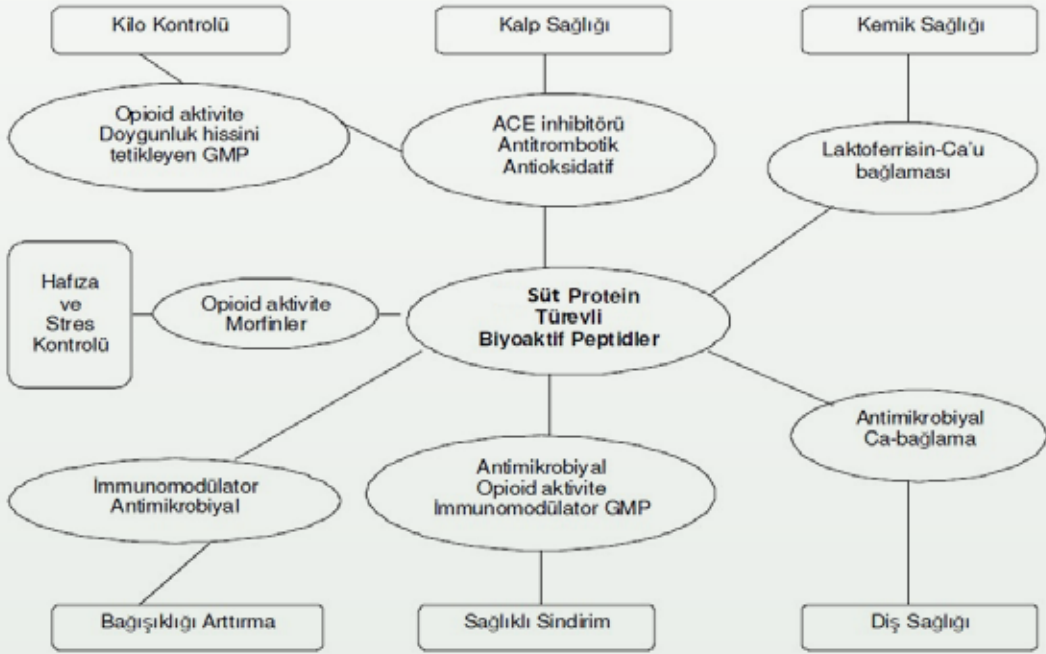 Kilo Kontrolü
Kalp Sağlığı
Kemik Sağlığı
Opioid aktivite
Doygunluk hissini
tetikleyen GMP
ACE inhibitörü
Antitrombotik
Antioksidatif
Laktoferrisin-Ca'u
bağlaması
Hafıza
ve
Stres
Kontrolü
Opioid aktivite
Morfinler
Süt Protein
Türevli
Biyoaktif Peptidler
Antimikrobiyal
Ca-bağlama
İmmunomodülator
Antimikrobiyal
Antimikrobiyal
Opioid aktivite
İmmunomodülator GMP
Bağışıklığı Arttırma
Sağlıklı Sindirim
Diş Sağlığı